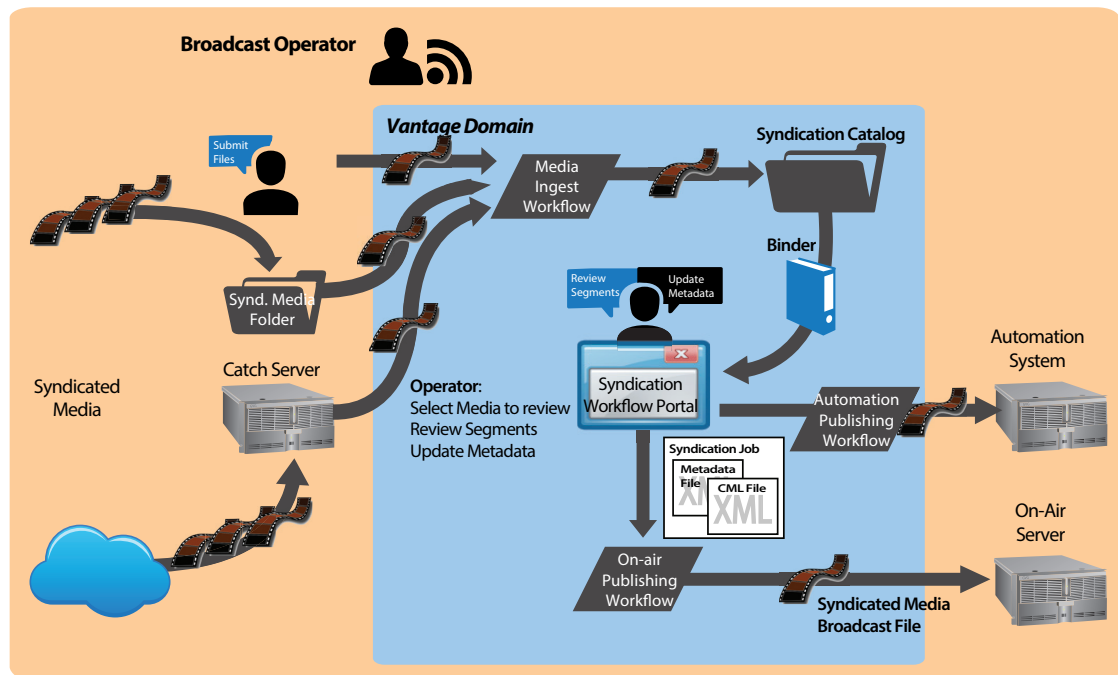 Broadcast Operator
Vantage Domain
Submit
Files
Syndication Catalog
Media
Ingest
Workflow
Binder
Review
Segments
Update
Metadata
Synd. Media
Folder
Catch Server
Syndicated
Media
Operator:
Select Media to review
Review Segments
Update Metadata
Syndication
Workflow Portal
Automation
System
Automation
Publishing
Workflow
Syndication Job
Metadata
File
CML File
XML
On-Air
Server
On-air
Publishing
Workflow
Syndicated Media
Broadcast File